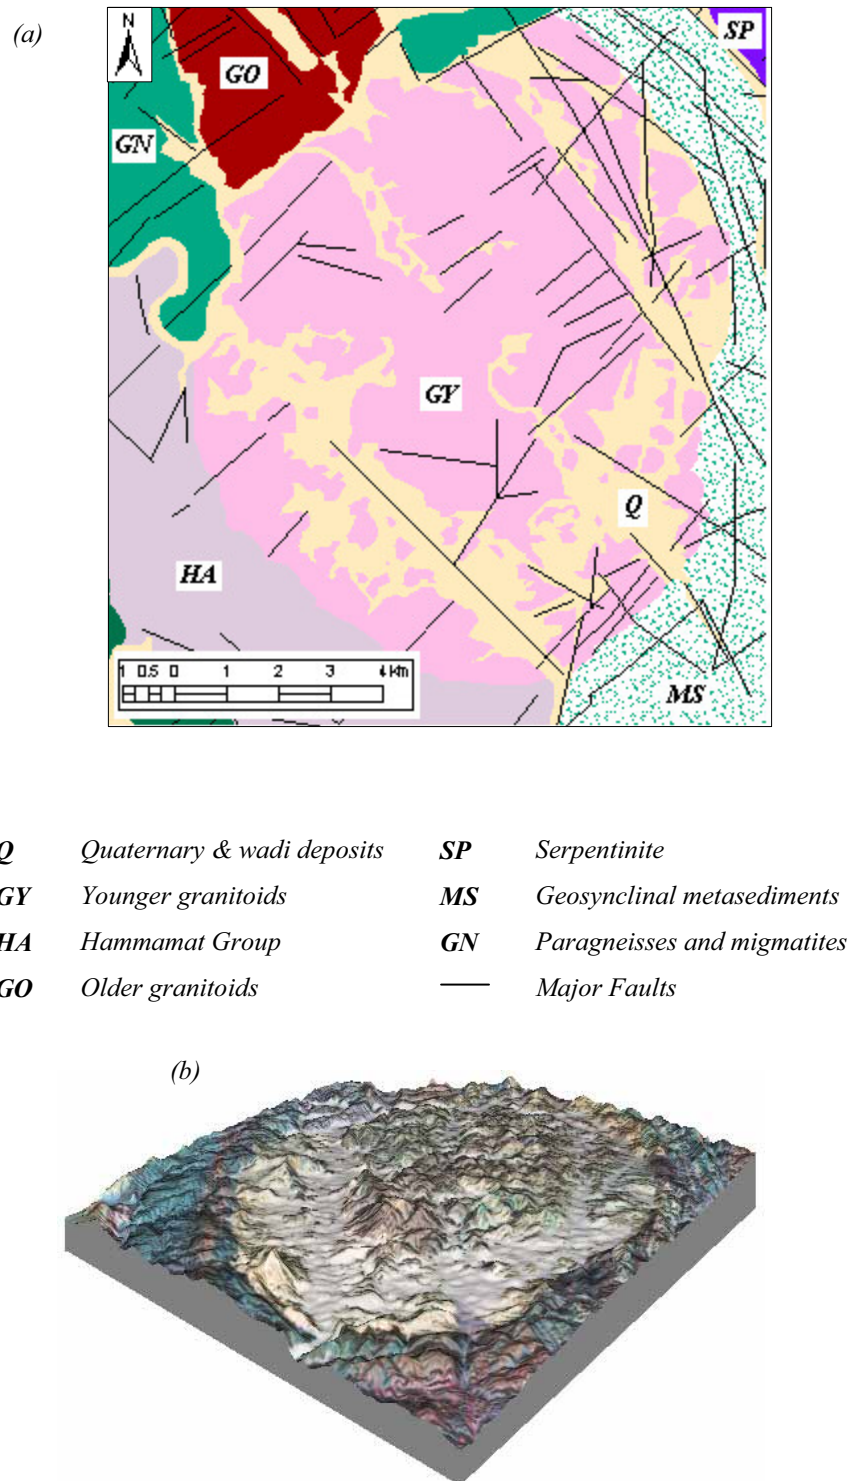 (a)
N
SP
GO
GN
GY
Q
HA
1 0.5 0 1 2 3 4 km
MS
Q Quaternary & wadi deposits SP Serpentinite
GY Younger granitoids MS Geosynclinal metasediments
HA Hammamat Group GN Paragneisses and migmatites
GO Older granitoids Major Faults
(b)